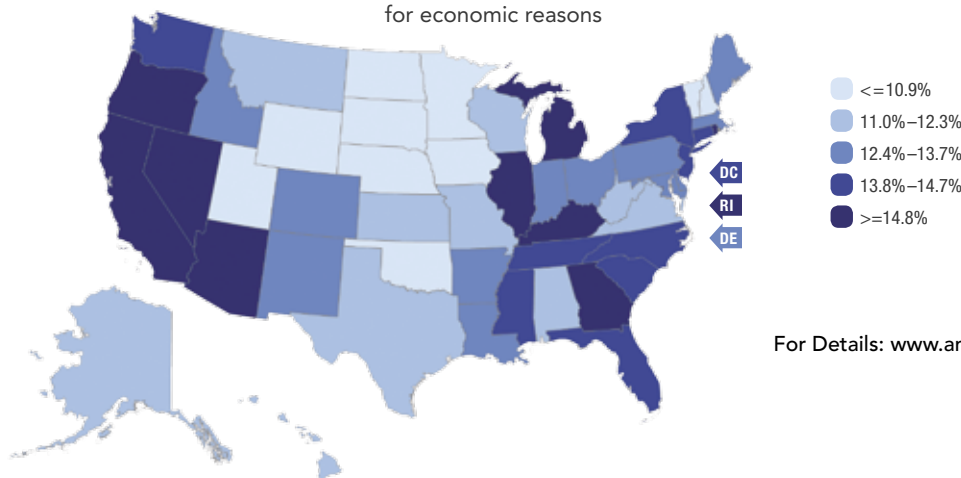 for economic reasons
<=10.9%
11.0%–12.3%
12.4%–13.7%
13.8%–14.7%
>=14.8%
DC
RI
DE
For Details: www.ar